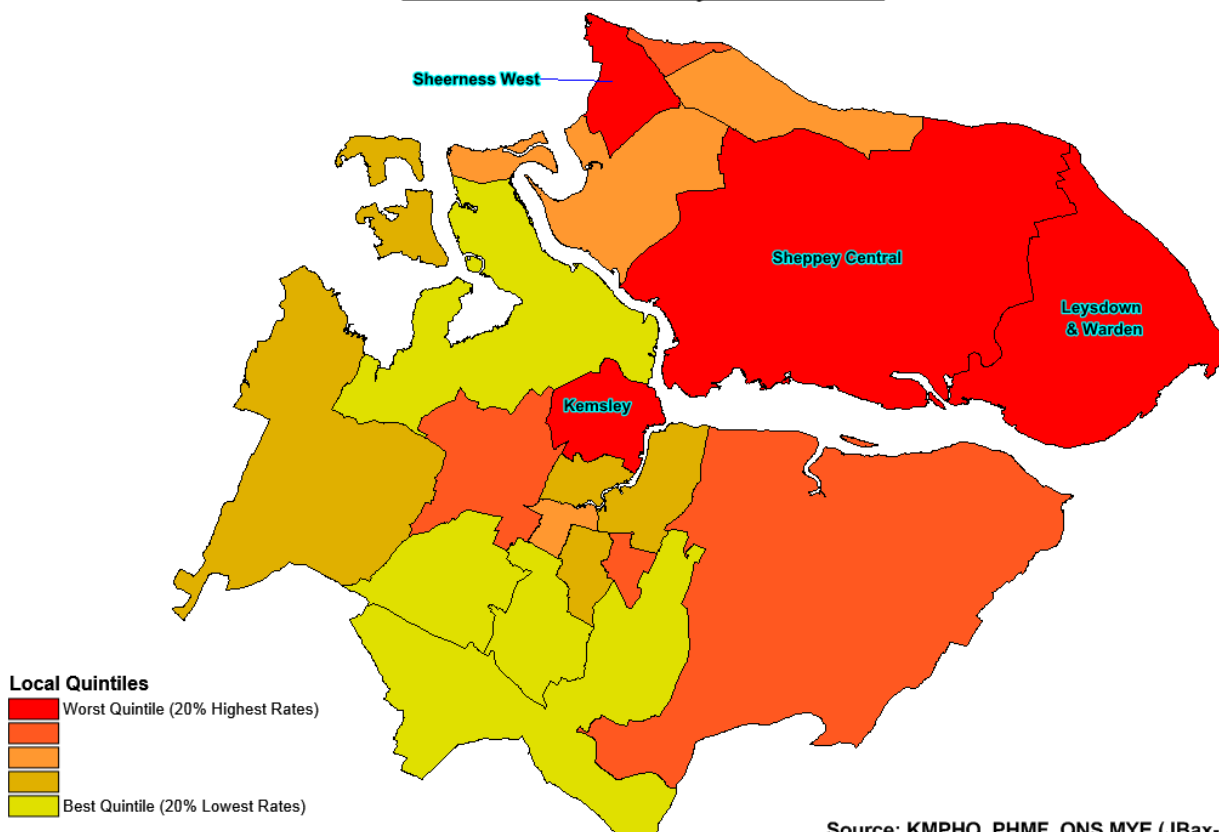 Sheerness West
Sheppey Central
Leysdown
& Warden
Kemsley
Local Quintiles
Worst Quintile (20% Highest Rates)
Best Quintile (20% Lowest Rates)
Source: KMPHO, PHMF, ONS MYE (JBax-